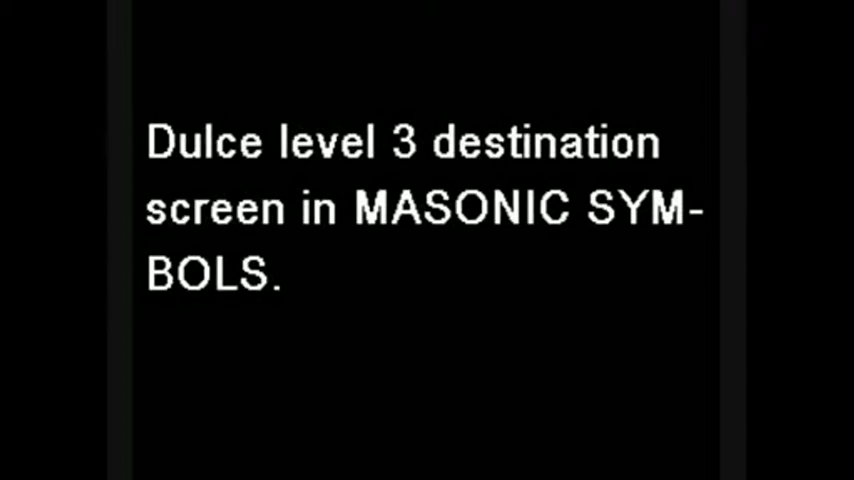 Dulce level 3 destination
screen in MASONIC SYM-
BOLS.